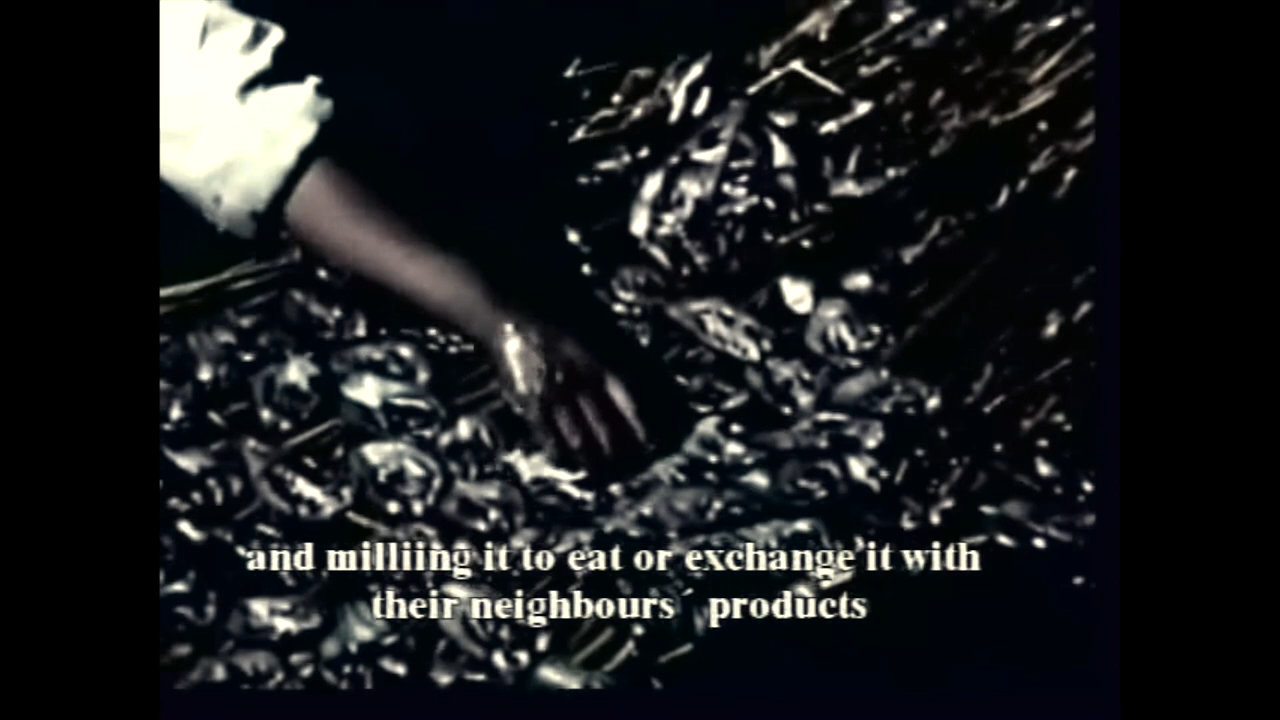 and milliing it to eat or exchange it with
their neighbours´ products